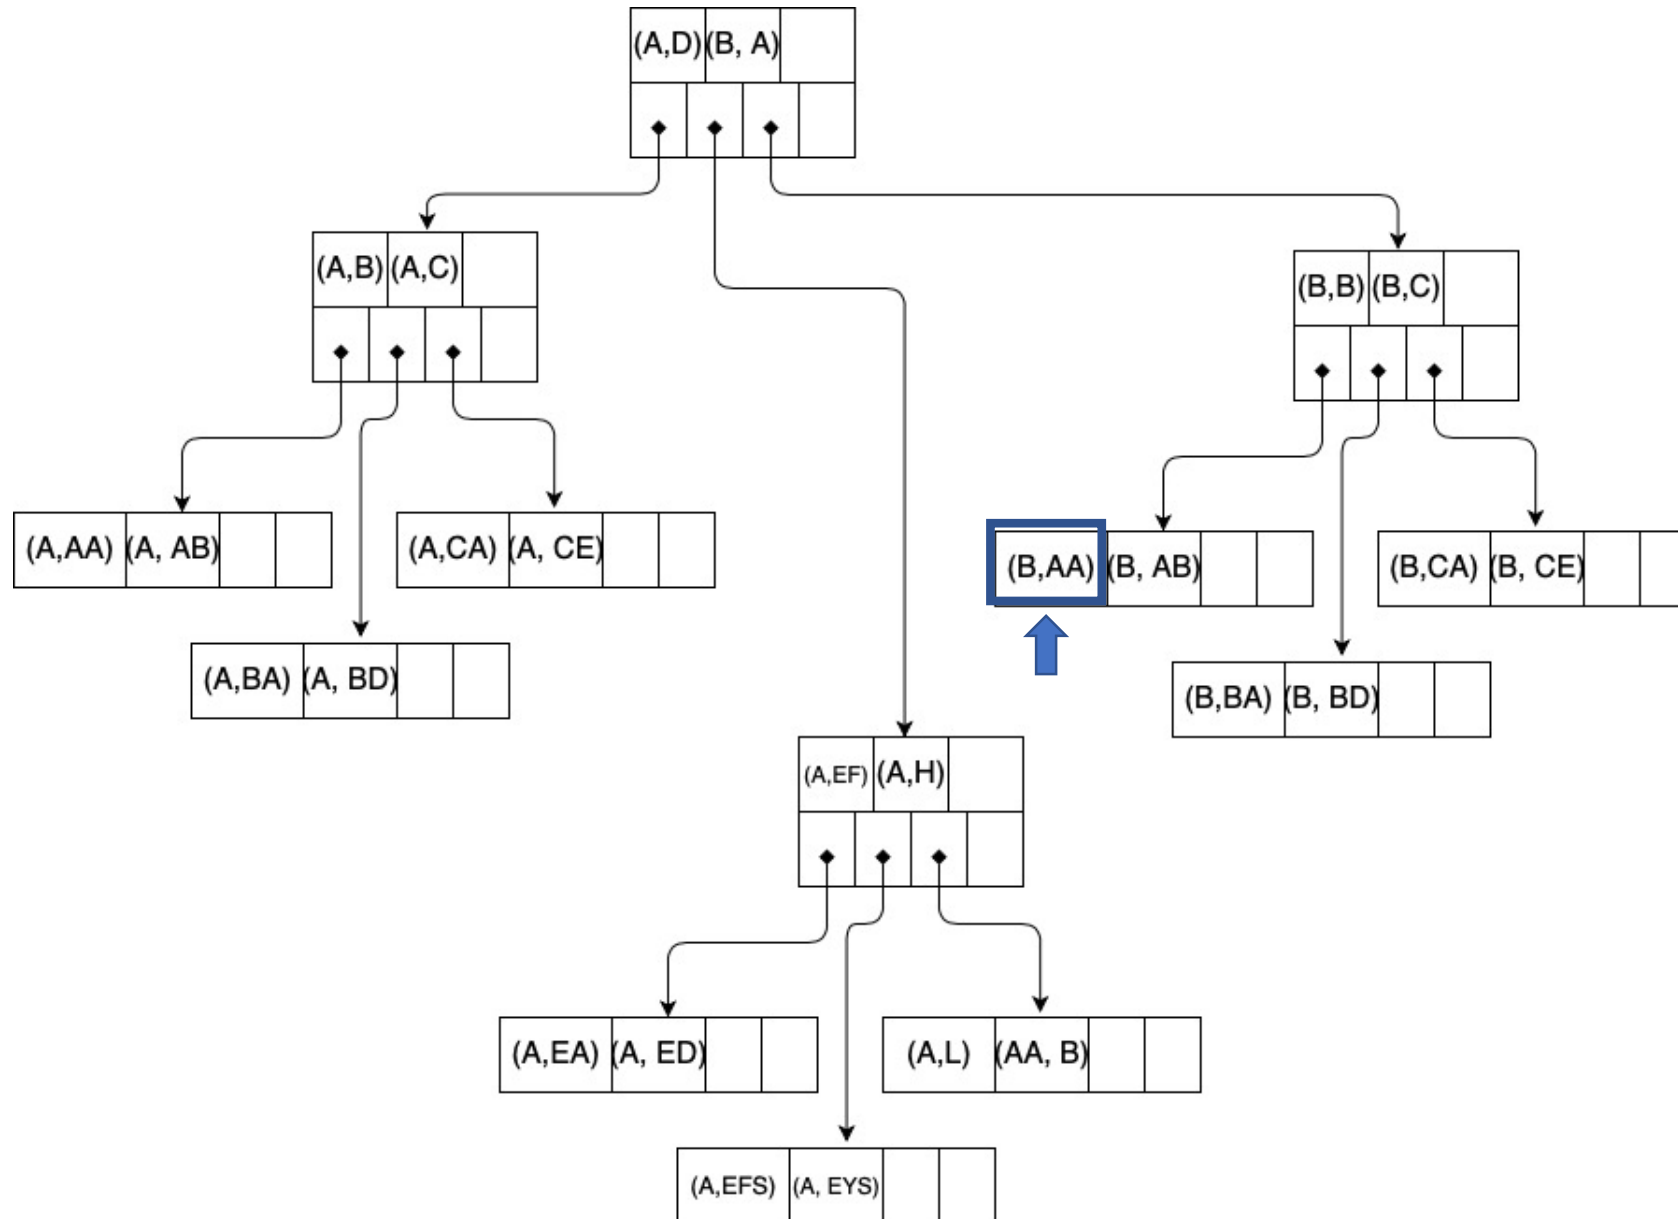 (A,D) (B, A)
(A,B) (A,C)
(B,B) (B,C)
(A,AA) (A, AB)
(A,CA) (A, CE)
(B,AA) (B, AB)
(B,CA) (B, CE)
(A,BA) (A, BD)
(B,BA) (B, BD)
(A,EF) (A,H)
(A,EA) (A, ED)
(A,L) (AA, B)
(A,EFS) (A, EYS)